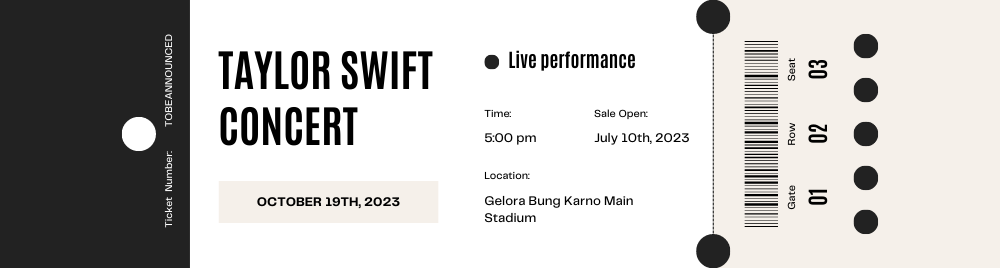 Ticket Number: TOBEANNOUNCED
TAYLOR SWIFT
CONCERT
OCTOBER 19TH, 2023
Live performance
Time:
5:00 pm
Sale Open:
July 10th, 2023
Location:
Gelora Bung Karno Main
Stadium
Gate Row Seat
01 02 03